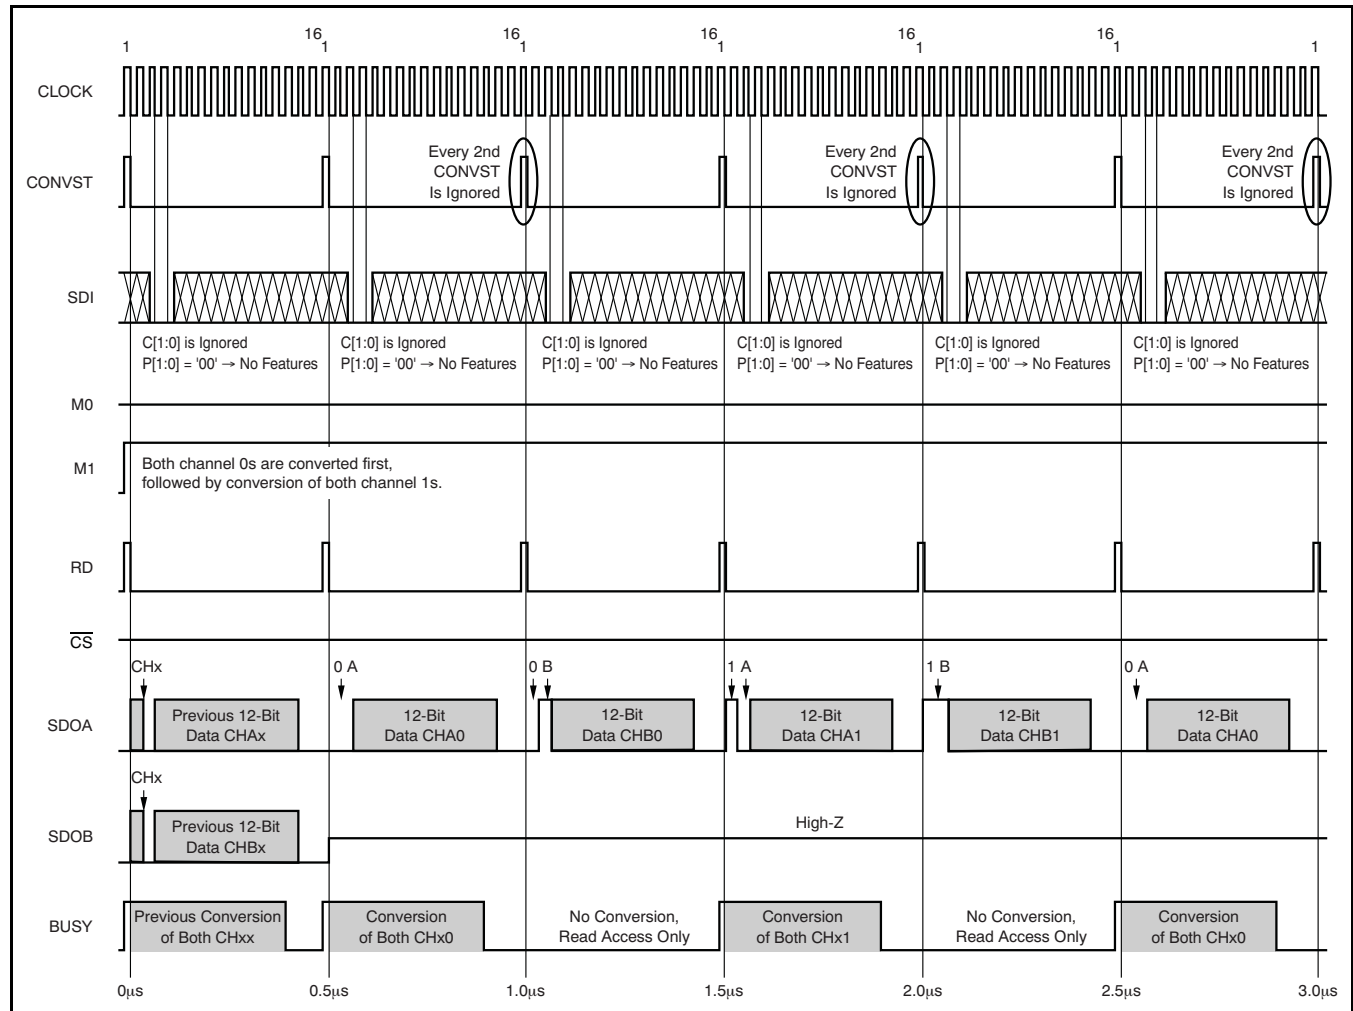 16 16 16 16 16
1 1 1 1 1 1 1
CLOCK
CONVST
Every 2nd
CONVST
Is Ignored
Every 2nd
CONVST
Is Ignored
Every 2nd
CONVST
Is Ignored
SDI
C[1:0] is Ignored
P[1:0] = '00' → No Features
C[1:0] is Ignored
P[1:0] = '00' → No Features
C[1:0] is Ignored
P[1:0] = '00' → No Features
C[1:0] is Ignored
P[1:0] = '00' → No Features
C[1:0] is Ignored
P[1:0] = '00' → No Features
C[1:0] is Ignored
P[1:0] = '00' → No Features
M0
M1
Both channel 0s are converted first,
followed by conversion of both channel 1s.
RD
CS
CHx 0 A 0 B 1 A 1 B 0 A
SDOA
Previous 12-Bit
Data CHAx
12-Bit
Data CHA0
12-Bit
Data CHB0
12-Bit
Data CHA1
12-Bit
Data CHB1
12-Bit
Data CHA0
CHx
SDOB
Previous 12-Bit
Data CHBx
High-Z
BUSY
Previous Conversion
of Both CHxx
Conversion
of Both CHx0
No Conversion,
Read Access Only
Conversion
of Both CHx1
No Conversion,
Read Access Only
Conversion
of Both CHx0
0μs 0.5μs 1.0μs 1.5μs 2.0μs 2.5μs 3.0μs